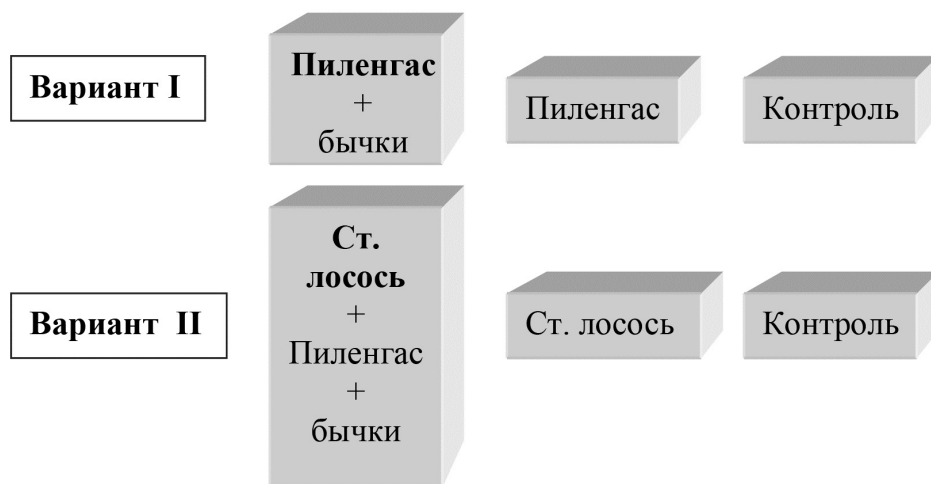 Вариант I
Пиленгас
+
бычки
Пиленгас
Контроль
Вариант II
Ст.
лосось
+
Пиленгас
+
бычки
Ст. лосось
Контроль